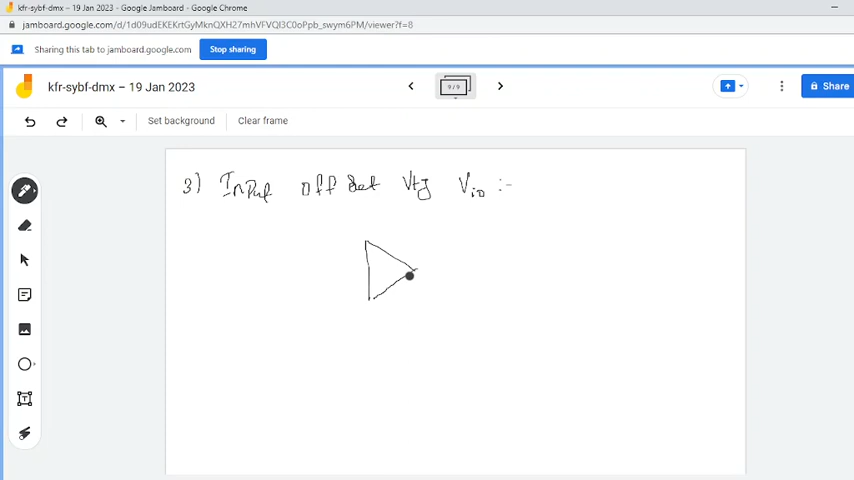 kfr-sybf-dmx – 19 Jan 2023 - Google Jamboard - Google Chrome
jamboard.google.com/d/1d09udEKEKrtGyMknQXH27mhVFVQI3C0oPpb_swym6PM/viewer?f=8
Sharing this tab to jamboard.google.com Stop sharing
kfr-sybf-dmx – 19 Jan 2023 9/9 Share
Set background Clear frame
3) Input offset Vtg Vio :-